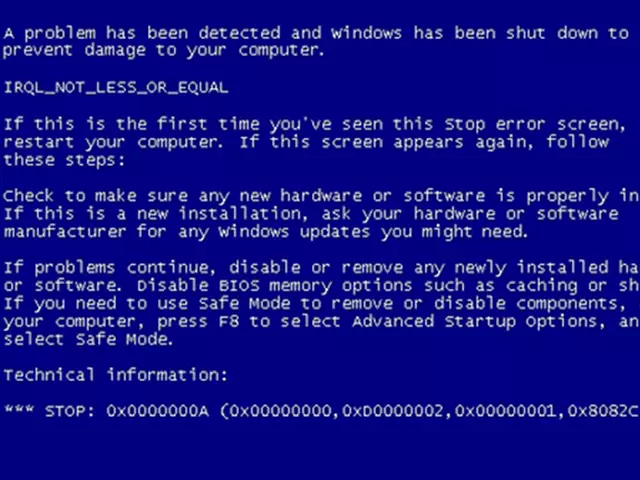 A problem has been detected and Windows has been shut down to
prevent damage to your computer.
IRQL_NOT_LESS_OR_EQUAL
If this is the first time you've seen this Stop error screen,
restart your computer. If this screen appears again, follow
these steps:
Check to make sure any new hardware or software is properly in
If this is a new installation, ask your hardware or software
manufacturer for any Windows updates you might need.
If problems continue, disable or remove any newly installed ha
or software. Disable BIOS memory options such as caching or sh
If you need to use Safe Mode to remove or disable components,
your computer, press F8 to select Advanced Startup Options, an
select Safe Mode.
Technical information:
*** STOP: 0x0000000A (0x00000000,0xD0000002,0x00000001,0x8082C